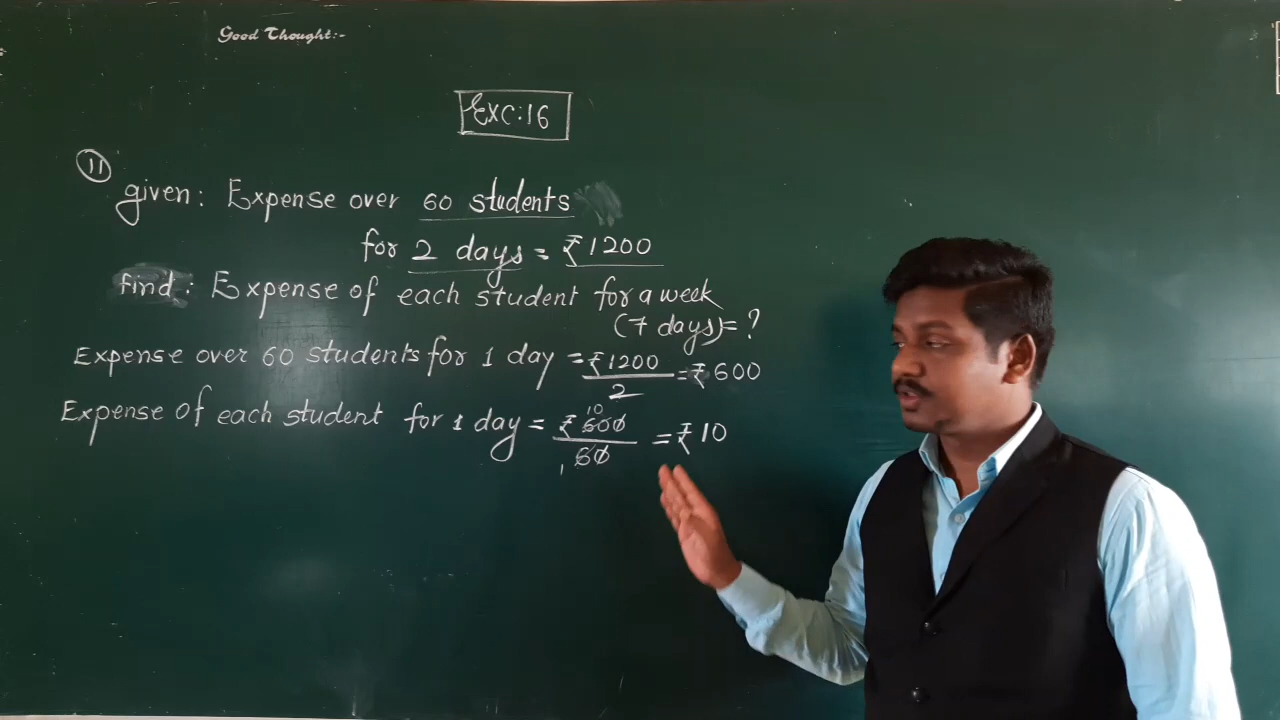 Good Thought:-
Exc:16
11
given: Expense over 60 students
for 2 days = ₹1200
find: Expense of each student for a week
(7 days) = ?
Expense over 60 students for 1 day = ₹1200/2 = ₹600
Expense of each student for 1 day = ₹600/60 = ₹10
10
1